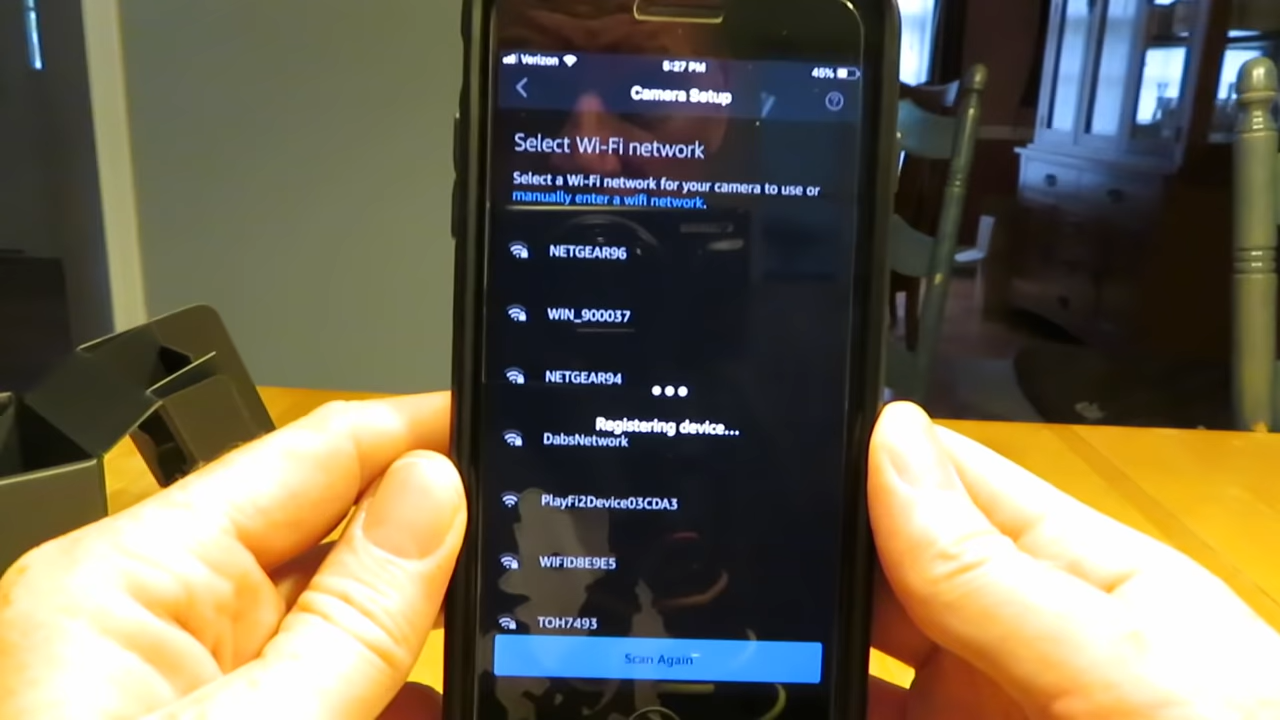 Verizon 5:27 PM 45%
Camera Setup
Select Wi-Fi network
Select a Wi-Fi network for your camera to use or
manually enter a wifi network.
NETGEAR96
WIN_900037
NETGEAR94
Registering device...
DabsNetwork
PlayFi2Device03CDA3
WIFID8E9E5
TOH7493
Scan Again